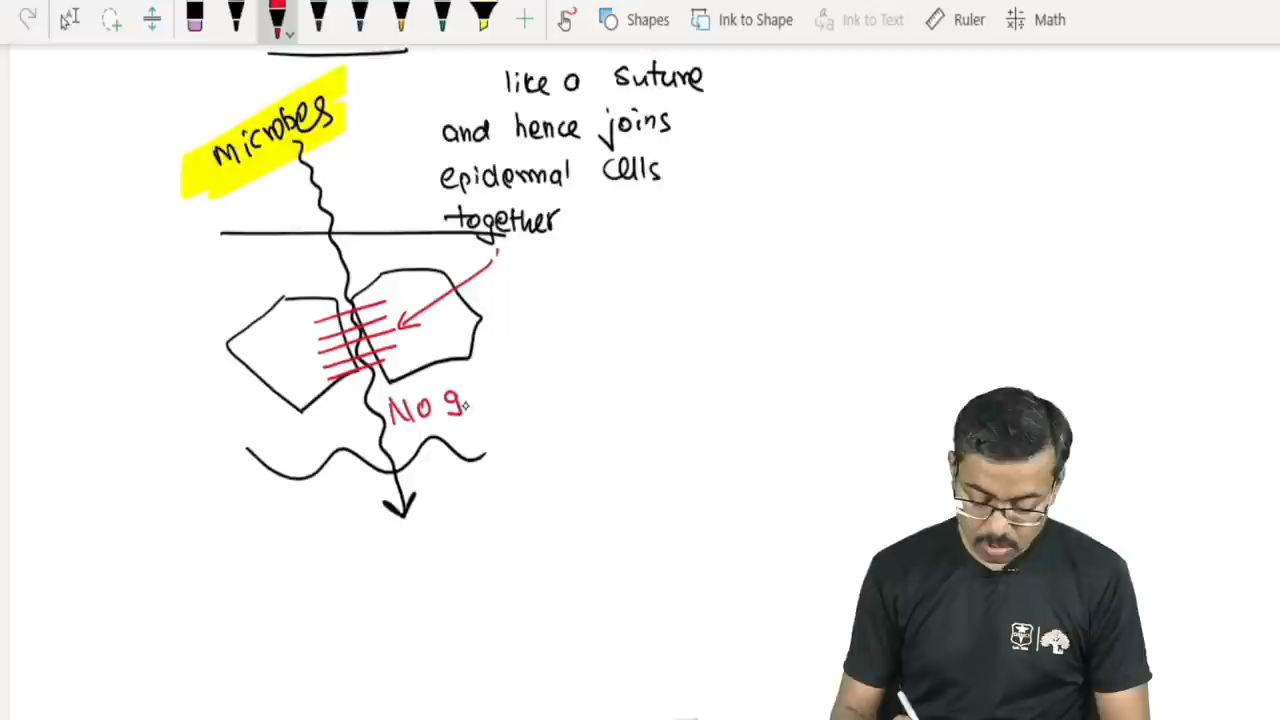 Shapes
Ink to Shape
Ink to Text
Ruler
Math
like a suture
and hence joins
epidermal cells
together
microbes
No g